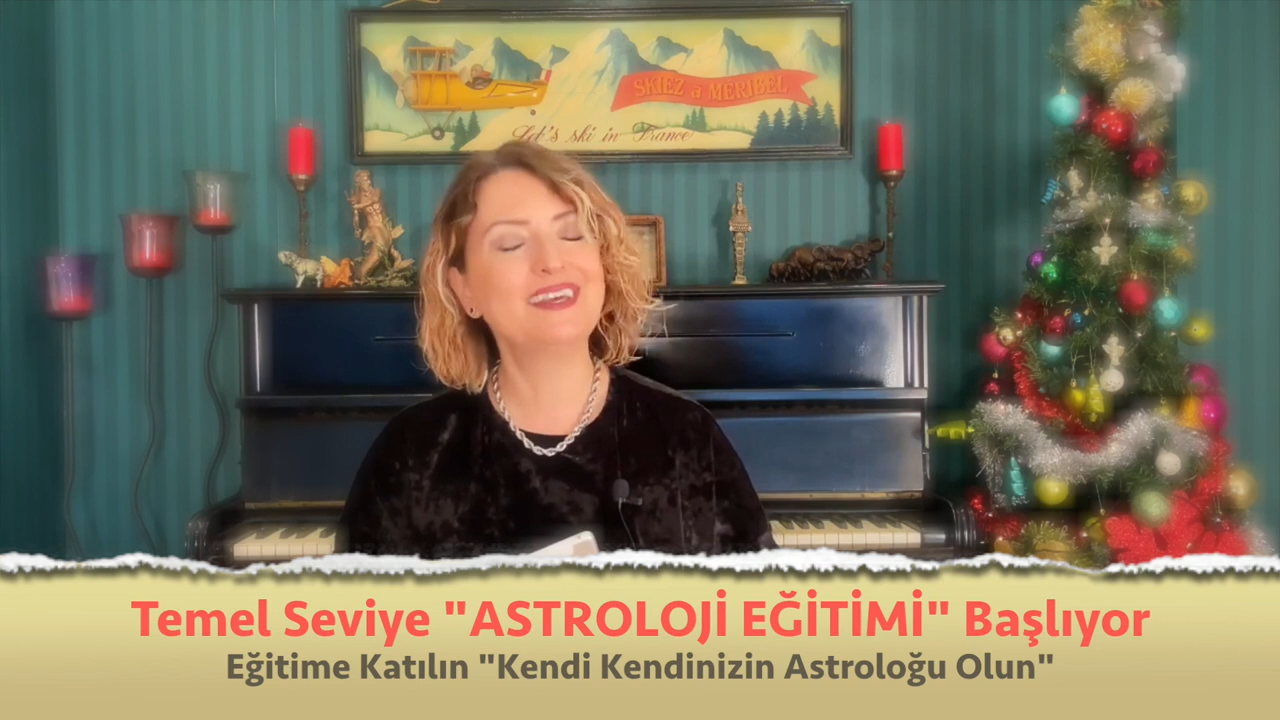 SKIEZ à MERIBEL
Let's ski in France
Temel Seviye "ASTROLOJİ EĞİTİMİ" Başlıyor
Eğitime Katılın "Kendi Kendinizin Astroloğu Olun"